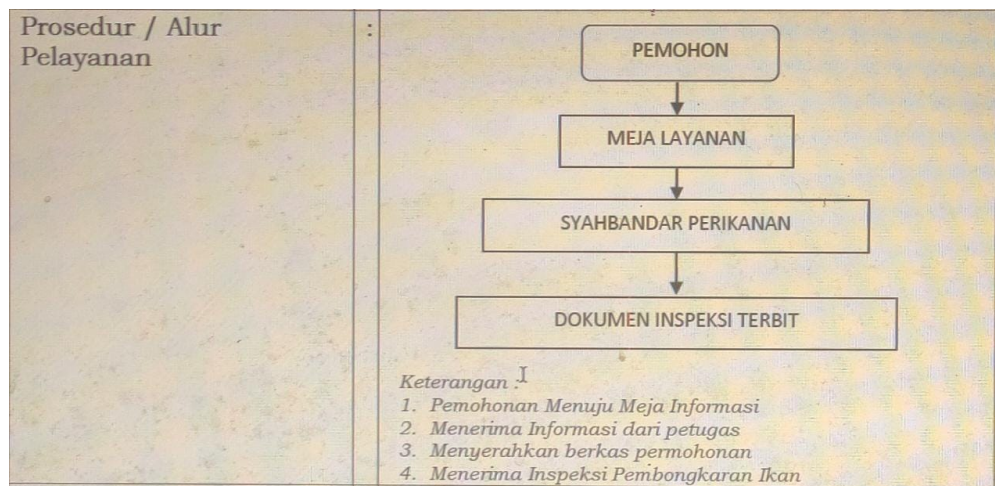 Prosedur / Alur :
Pelayanan
PEMOHON
MEJA LAYANAN
SYAHBANDAR PERIKANAN
DOKUMEN INSPEKSI TERBIT
Keterangan :
1. Pemohonan Menuju Meja Informasi
2. Menerima Informasi dari petugas
3. Menyerahkan berkas permohonan
4. Menerima Inspeksi Pembongkaran Ikan